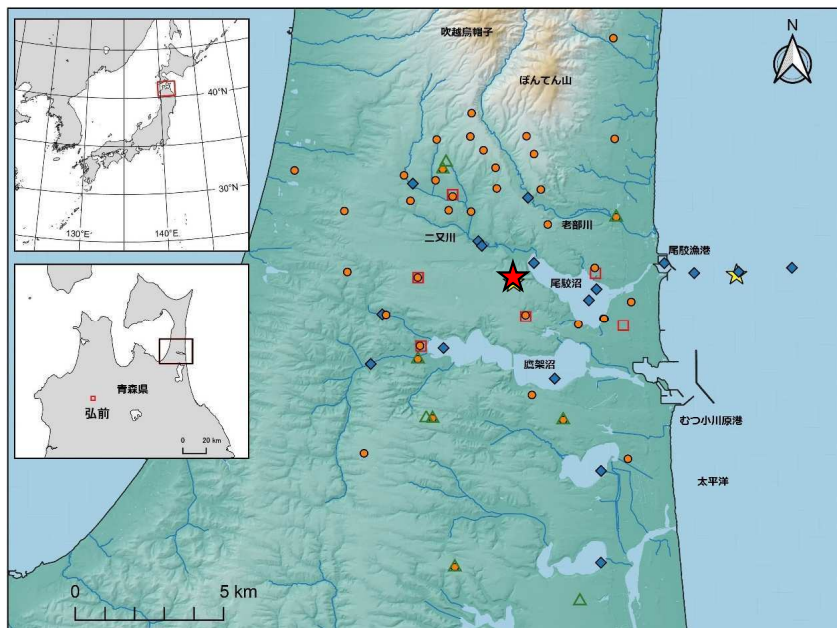 吹越烏帽子
ぼんてん山
N
40°N
30°N
130°E
140°E
老部川
二又川
尾駮漁港
尾駮沼
鷹架沼
むつ小川原港
太平洋
青森県
弘前
0 20 km
0 5 km